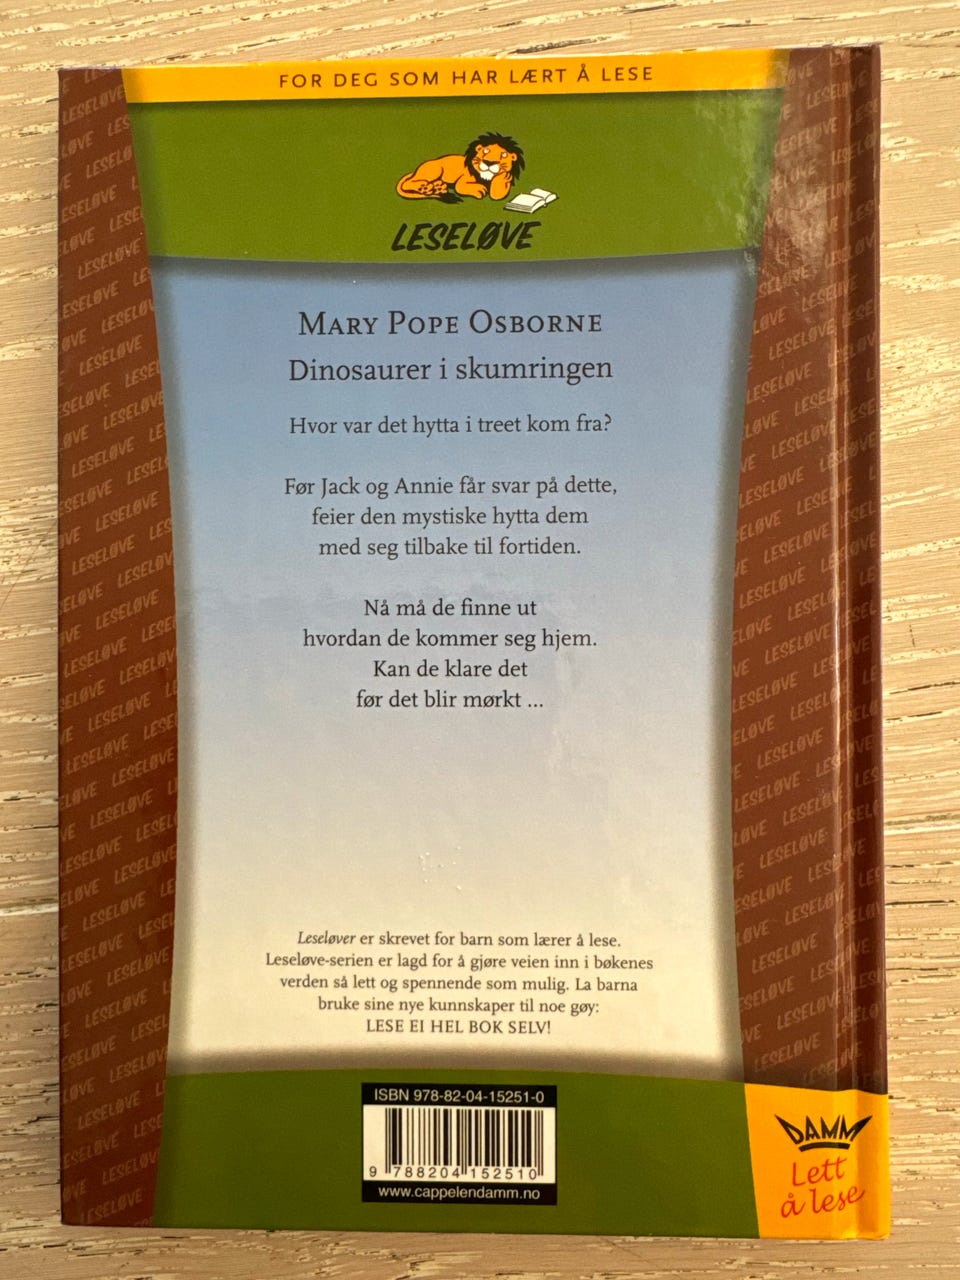 FOR DEG SOM HAR LÆRT Å LESE
LESELØVE
MARY POPE OSBORNE
Dinosaurer i skumringen
Hvor var det hytta i treet kom fra?
Før Jack og Annie får svar på dette,
feier den mystiske hytta dem
med seg tilbake til fortiden.
Nå må de finne ut
hvordan de kommer seg hjem.
Kan de klare det
før det blir mørkt ...
Leseløver er skrevet for barn som lærer å lese.
Leseløve-serien er lagd for å gjøre veien inn i bøkenes
verden så lett og spennende som mulig. La barna
bruke sine nye kunnskaper til noe gøy:
LESE EI HEL BOK SELV!
ISBN 978-82-04-15251-0
9 788204 152510
www.cappelendamm.no
DAMM
Lett
å lese